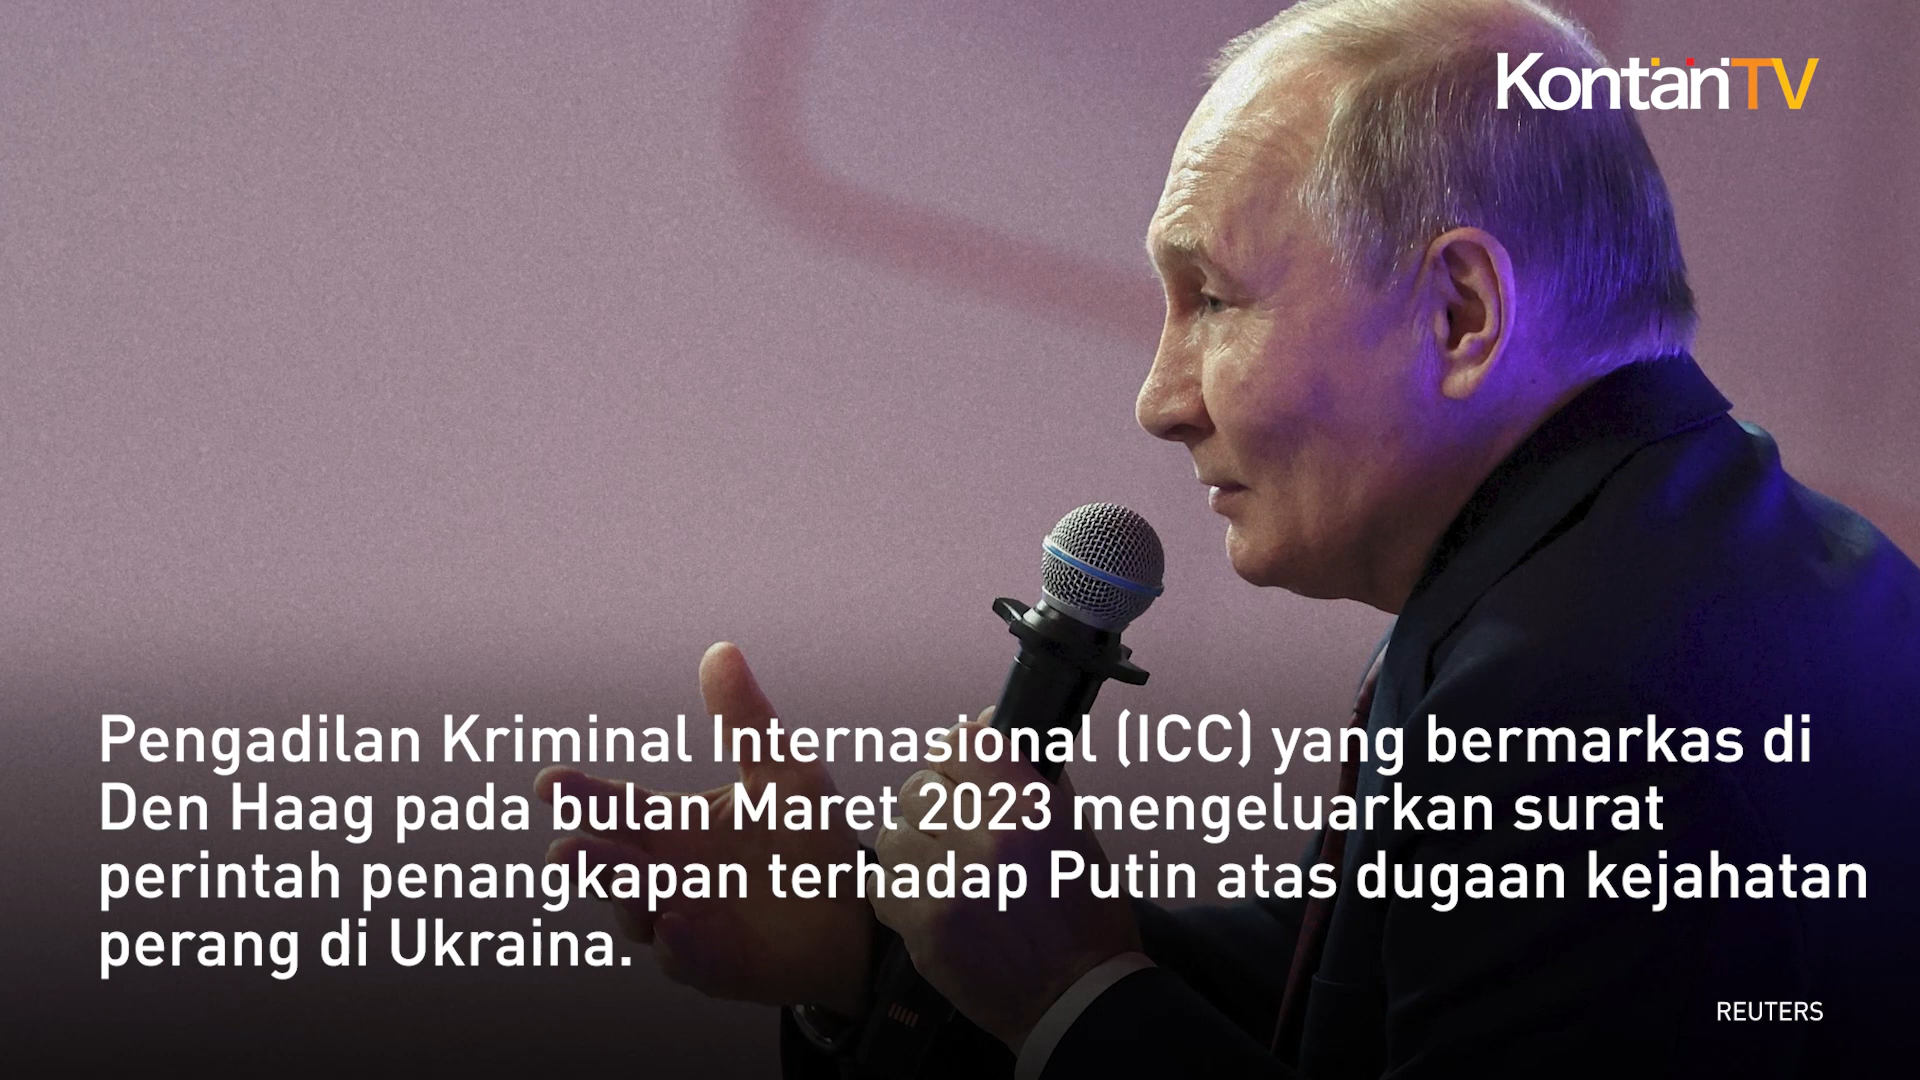 KontanTV
Pengadilan Kriminal Internasional (ICC) yang bermarkas di
Den Haag pada bulan Maret 2023 mengeluarkan surat
perintah penangkapan terhadap Putin atas dugaan kejahatan
perang di Ukraina.
REUTERS